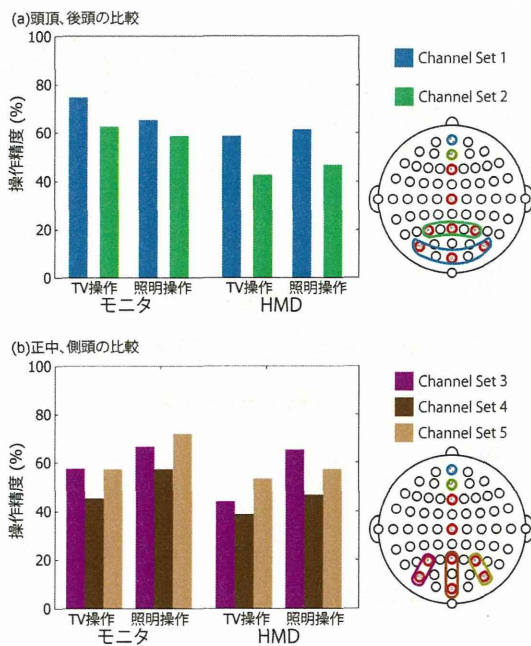 (a)頭頂、後頭の比較
100
80
60
40
20
0
操作精度 (%)
TV操作 照明操作 TV操作 照明操作
モニタ HMD
Channel Set 1
Channel Set 2
(b)正中、側頭の比較
100
80
60
40
20
0
操作精度 (%)
TV操作 照明操作 TV操作 照明操作
モニタ HMD
Channel Set 3
Channel Set 4
Channel Set 5